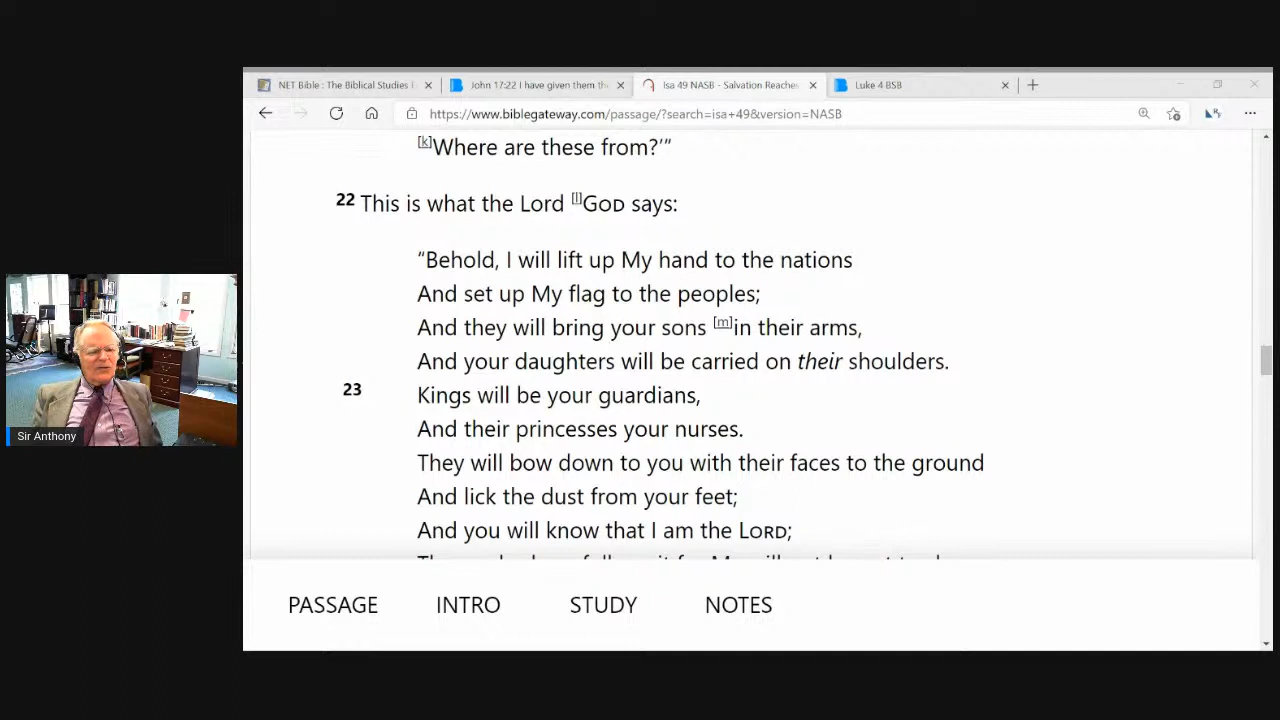 NET Bible : The Biblical Studies
John 17:22 I have given them th
Isa 49 NASB - Salvation Reaches
Luke 4 BSB
https://www.biblegateway.com/passage/?search=isa+49&version=NASB
[k]Where are these from?’”
22 This is what the Lord [l]GOD says:
“Behold, I will lift up My hand to the nations
And set up My flag to the peoples;
And they will bring your sons [m]in their arms,
And your daughters will be carried on their shoulders.
23 Kings will be your guardians,
And their princesses your nurses.
They will bow down to you with their faces to the ground
And lick the dust from your feet;
And you will know that I am the LORD;
Sir Anthony
PASSAGE INTRO STUDY NOTES